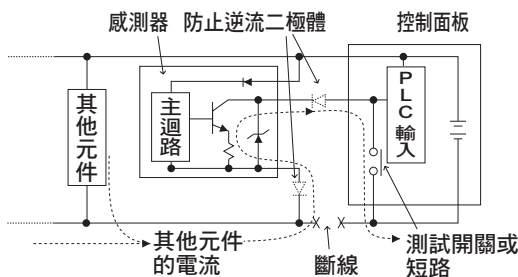 感測器
防止逆流二極體
控制面板
其他元件
主迴路
PLC輸入
其他元件
的電流
斷線
測試開關或
短路